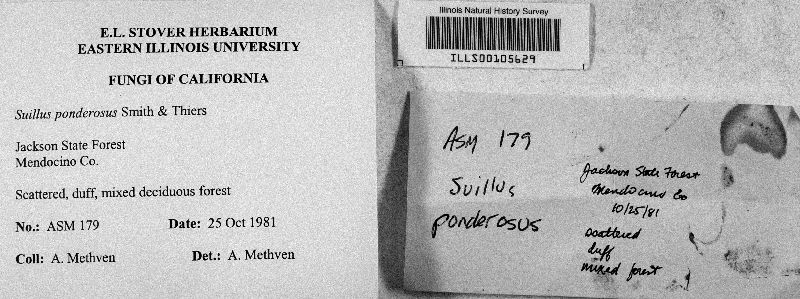 E.L. STOVER HERBARIUM
EASTERN ILLINOIS UNIVERSITY
FUNGI OF CALIFORNIA
Suillus ponderosus Smith & Thiers
Jackson State Forest
Mendocino Co.
Scattered, duff, mixed deciduous forest
No.: ASM 179 Date: 25 Oct 1981
Coll: A. Methven Det.: A. Methven
Illinois Natural History Survey
ILLS00105629
ASM 179
Suillus
ponderosus
Jackson State Forest
Mendocino Co
10/25/81
scattered
duff
mixed forest